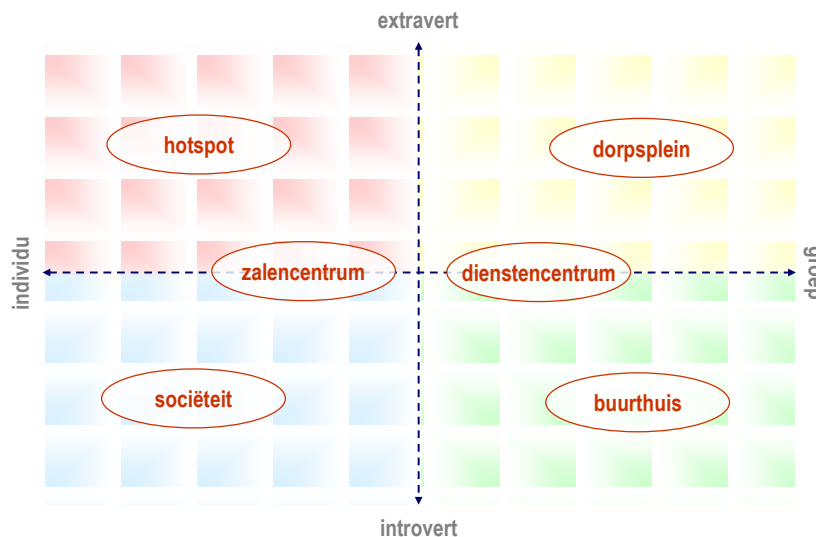 extravert
hotspot
dorpsplein
individu
zalencentrum
dienstencentrum
groep
sociëteit
buurthuis
introvert